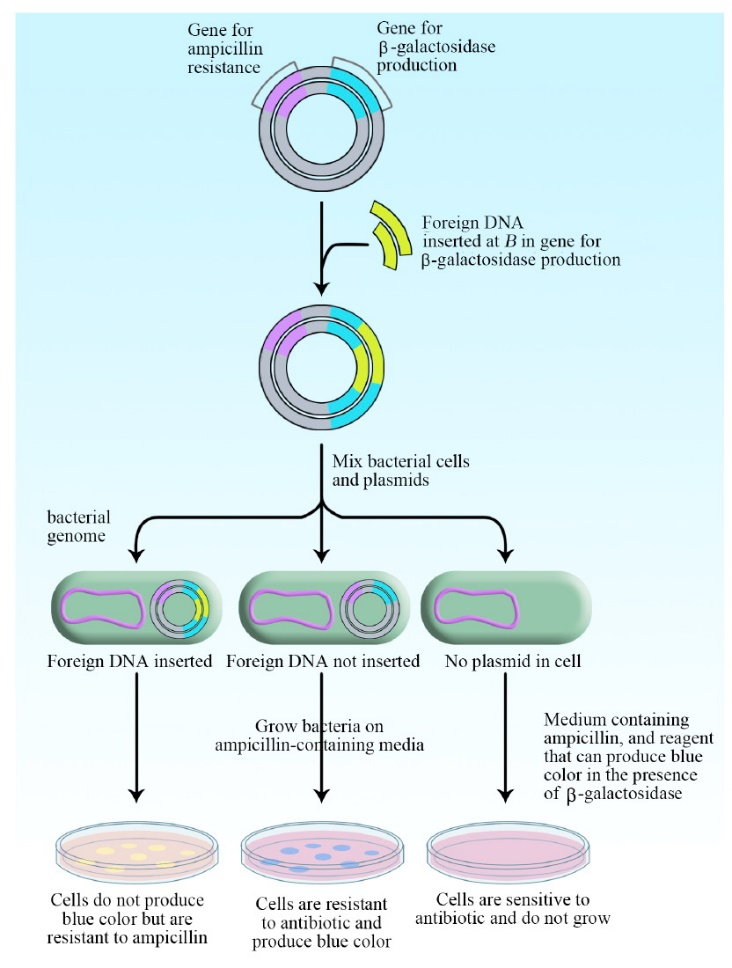 Gene for
ampicillin
resistance
Gene for
β-galactosidase
production
Foreign DNA
inserted at B in gene for
β-galactosidase production
Mix bacterial cells
and plasmids
bacterial
genome
Foreign DNA inserted
Foreign DNA not inserted
No plasmid in cell
Grow bacteria on
ampicillin-containing media
Medium containing
ampicillin, and reagent
that can produce blue
color in the presence
of β-galactosidase
Cells do not produce
blue color but are
resistant to ampicillin
Cells are resistant
to antibiotic and
produce blue color
Cells are sensitive to
antibiotic and do not grow